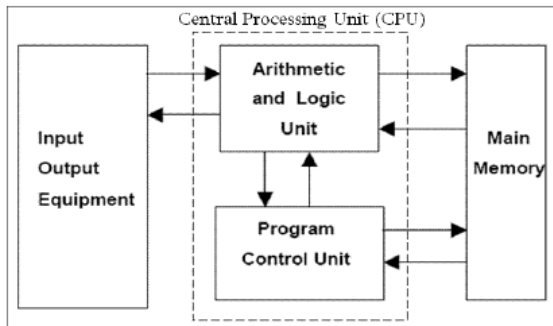 Central Processing Unit (CPU)
Input
Output
Equipment
Arithmetic
and Logic
Unit
Program
Control Unit
Main
Memory